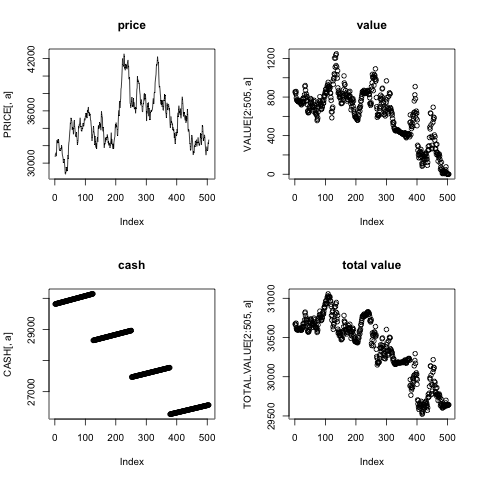 price
PRICE[, a]
42000
36000
30000
0 100 200 300 400 500
Index
value
VALUE[2:505, a]
1200
800
400
0
0 100 200 300 400 500
Index
cash
CASH[, a]
29000
27000
0 100 200 300 400 500
Index
total value
TOTAL.VALUE[2:505, a]
31000
30500
30000
29500
0 100 200 300 400 500
Index